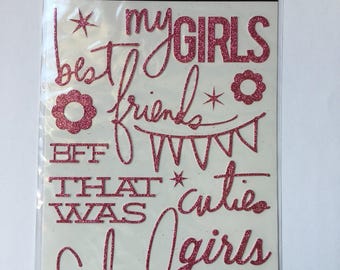 my GIRLS
best
friends
BFF
THAT
WAS
cuties
girls